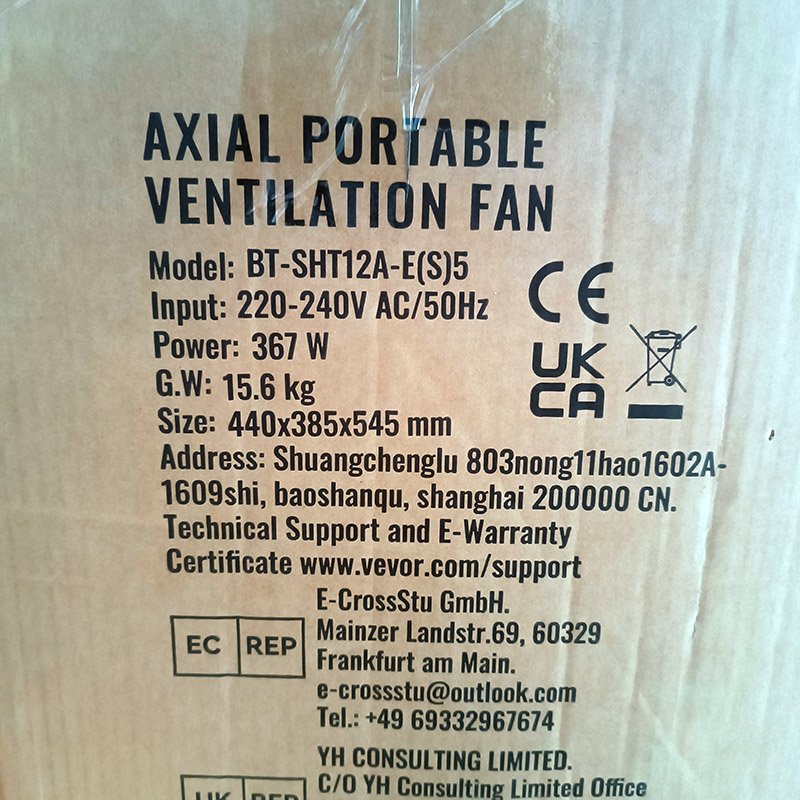 AXIAL PORTABLE
VENTILATION FAN
Model: BT-SHT12A-E(S)5
Input: 220-240V AC/50Hz
Power: 367 W
G.W: 15.6 kg
Size: 440x385x545 mm
CE
UK
CA
Address: Shuangchenglu 803nong11hao1602A-
1609shi, baoshanqu, shanghai 200000 CN.
Technical Support and E-Warranty
Certificate www.vevor.com/support
EC REP
E-CrossStu GmbH.
Mainzer Landstr.69, 60329
Frankfurt am Main.
e-crossstu@outlook.com
Tel.: +49 69332967674
UK REP
YH CONSULTING LIMITED.
C/O YH Consulting Limited Office